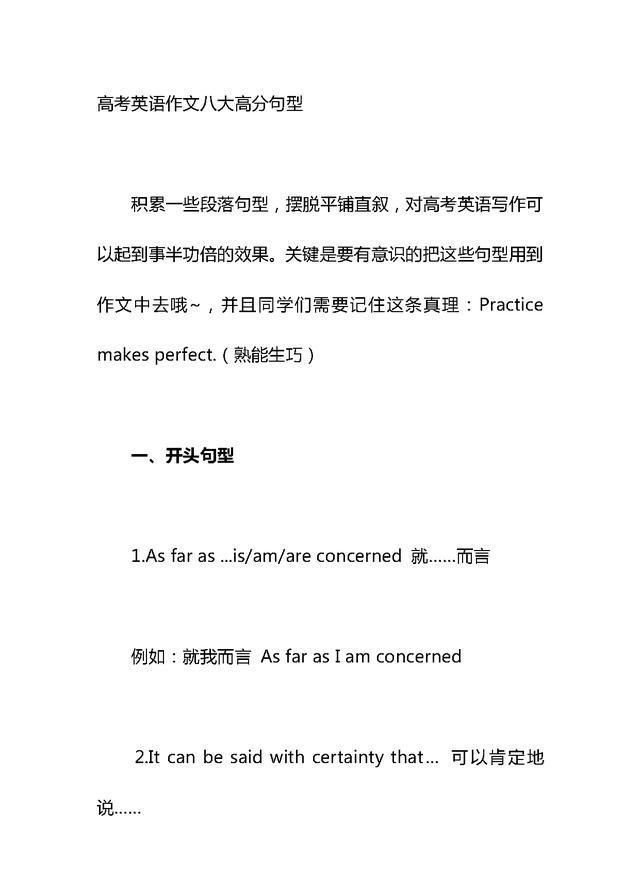 高考英语作文八大高分句型
积累一些段落句型，摆脱平铺直叙，对高考英语写作可
以起到事半功倍的效果。关键是要有意识的把这些句型用到
作文中去哦~，并且同学们需要记住这条真理：Practice
makes perfect.（熟能生巧）
一、开头句型
1.As far as ...is/am/are concerned 就……而言
例如：就我而言 As far as I am concerned
2.It can be said with certainty that... 可以肯定地
说……